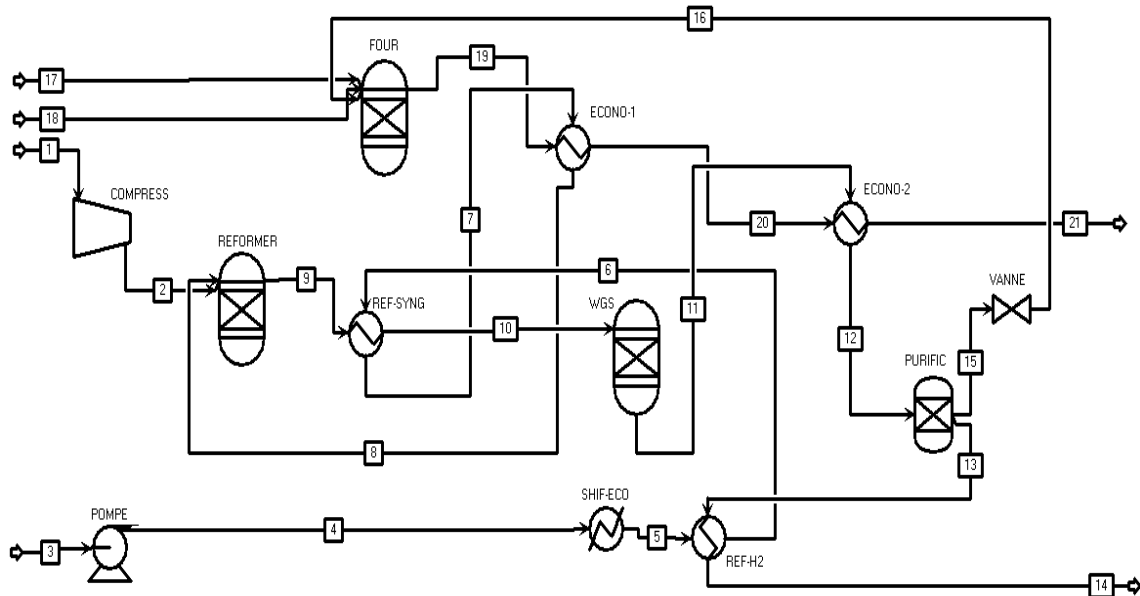 16
FOUR
19
17
ECONO-1
18
1
COMPRESS
ECONO-2
7
20
21
REFORMER
6
VANNE
9
2
REF-SYNG
WGS
11
10
12
15
PURIFIC
8
13
SHIF-ECO
POMPE
4
5
3
REF-H2
14